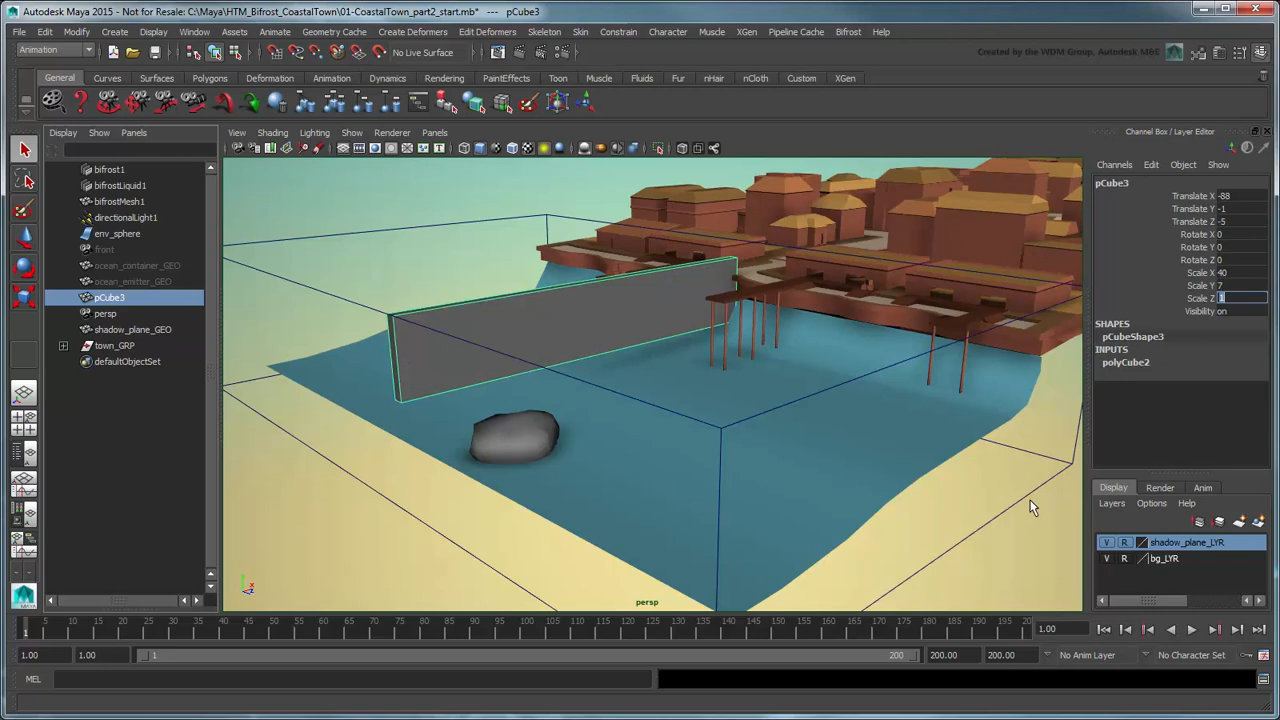 Autodesk Maya 2015 - Not for Resale: C:\Maya\HTM_Bifrost_CoastalTown\01-CoastalTown_part2_start.mb* --- pCube3
File Edit Modify Create Display Window Assets Animate Geometry Cache Create Deformers Edit Deformers Skeleton Skin Constrain Character Muscle XGen Pipeline Cache Bifrost Help
Animation No Live Surface Created by the WDM Group, Autodesk M&E
General Curves Surfaces Polygons Deformation Animation Dynamics Rendering PaintEffects Toon Muscle Fluids Fur nHair nCloth Custom XGen
Channel Box / Layer Editor
Display Show Panels View Shading Lighting Show Renderer Panels
Channels Edit Object Show
bifrost1
bifrostLiquid1
bifrostMesh1
directionalLight1
env_sphere
front
ocean_container_GEO
ocean_emitter_GEO
pCube3
persp
shadow_plane_GEO
town_GRP
defaultObjectSet
pCube3
Translate X -88
Translate Y -1
Translate Z -5
Rotate X 0
Rotate Y 0
Rotate Z 0
Scale X 40
Scale Y 7
Scale Z 1
Visibility on
SHAPES
pCubeShape3
INPUTS
polyCube2
Display Render Anim
Layers Options Help
V R shadow_plane_LYR
V R bg_LYR
persp
1 5 10 15 20 25 30 35 40 45 50 55 60 65 70 75 80 85 90 95 100 105 110 115 120 125 130 135 140 145 150 155 160 165 170 175 180 185 190 195 20 1.00
1.00 1.00 1 200 200.00 200.00 No Anim Layer No Character Set
MEL